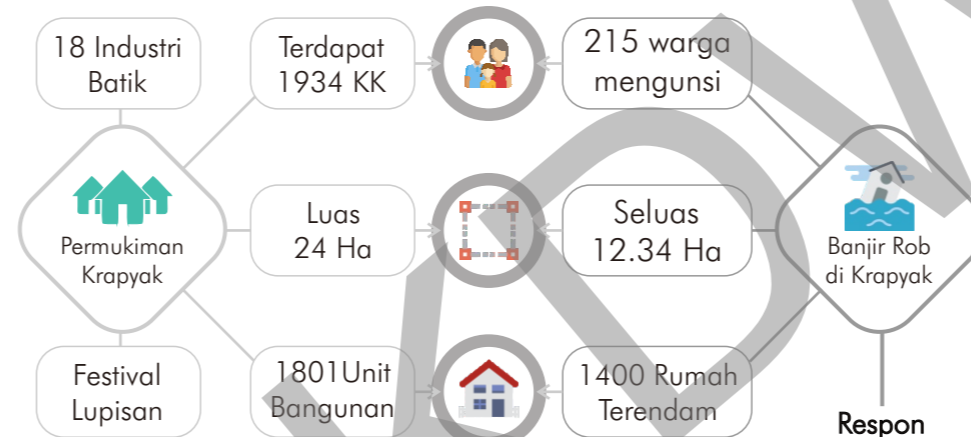 18 Industri
Batik
Terdapat
1934 KK
215 warga
mengunsi
Permukiman
Krapyak
Luas
24 Ha
Seluas
12.34 Ha
Banjir Rob
di Krapyak
Festival
Lupisan
1801Unit
Bangunan
1400 Rumah
Terendam
Respon